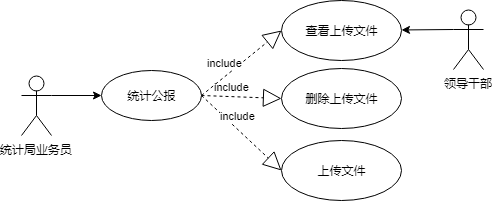 查看上传文件
include
领导干部
统计公报
include
删除上传文件
include
统计局业务员
上传文件